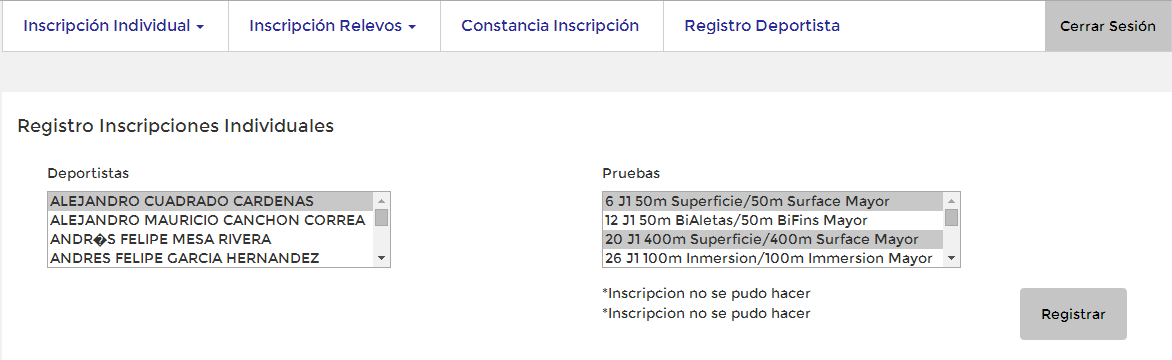 Inscripción Individual
Inscripción Relevos
Constancia Inscripción
Registro Deportista
Cerrar Sesión
Registro Inscripciones Individuales
Deportistas
ALEJANDRO CUADRADO CARDENAS
ALEJANDRO MAURICIO CANCHON CORREA
ANDR�S FELIPE MESA RIVERA
ANDRES FELIPE GARCIA HERNANDEZ
Pruebas
6 J1 50m Superficie/50m Surface Mayor
12 J1 50m BiAletas/50m BiFins Mayor
20 J1 400m Superficie/400m Surface Mayor
26 J1 100m Inmersion/100m Immersion Mayor
*Inscripcion no se pudo hacer
*Inscripcion no se pudo hacer
Registrar